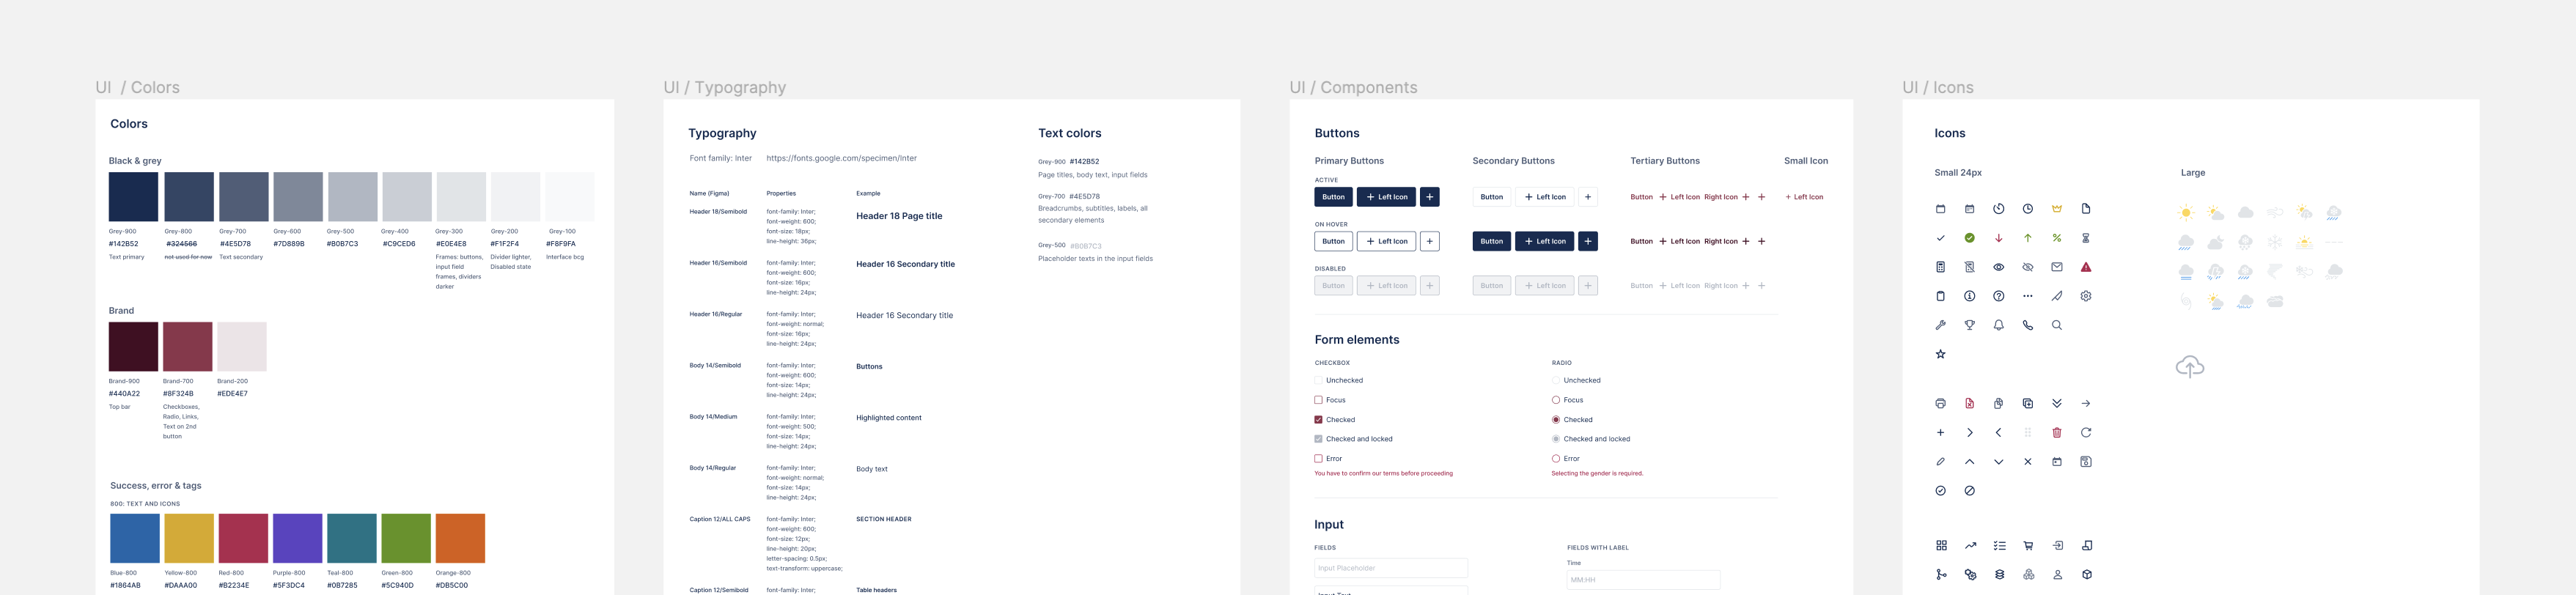 UI / Colors
Colors
Black & grey
Grey-900
#142B52
Text primary
Grey-800
#324566
not used for now
Grey-700
#4E5D78
Text secondary
Grey-600
#7D889B
Grey-500
#B0B7C3
Grey-400
#C9CED6
Grey-300
#E0E4E8
Frames: buttons,
input field
frames, dividers
darker
Grey-200
#F1F2F4
Divider lighter,
Disabled state
Grey-100
#F8F9FA
Interface bcg
Brand
Brand-900
#440A22
Top bar
Brand-700
#8F324B
Checkboxes,
Radio, Links,
Text on 2nd
button
Brand-200
#EDE4E7
Success, error & tags
800: TEXT AND ICONS
Blue-800
#1864AB
Yellow-800
#DAAA00
Red-800
#B2234E
Purple-800
#5F3DC4
Teal-800
#0B7285
Green-800
#5C940D
Orange-800
#DB5C00
UI / Typography
Typography
Font family: Inter
https://fonts.google.com/specimen/Inter
Name (Figma)
Properties
Example
Header 18/Semibold
font-family: Inter;
font-weight: 600;
font-size: 18px;
line-height: 36px;
Header 18 Page title
Header 16/Semibold
font-family: Inter;
font-weight: 600;
font-size: 16px;
line-height: 24px;
Header 16 Secondary title
Header 16/Regular
font-family: Inter;
font-weight: normal;
font-size: 16px;
line-height: 24px;
Header 16 Secondary title
Body 14/Semibold
font-family: Inter;
font-weight: 600;
font-size: 14px;
line-height: 24px;
Buttons
Body 14/Medium
font-family: Inter;
font-weight: 500;
font-size: 14px;
line-height: 24px;
Highlighted content
Body 14/Regular
font-family: Inter;
font-weight: normal;
font-size: 14px;
line-height: 24px;
Body text
Caption 12/ALL CAPS
font-family: Inter;
font-weight: 600;
font-size: 12px;
line-height: 20px;
letter-spacing: 0.5px;
text-transform: uppercase;
SECTION HEADER
Caption 12/Semibold
font-family: Inter;
Table headers
Text colors
Grey-900 #142B52
Page titles, body text, input fields
Grey-700 #4E5D78
Breadcrumbs, subtitles, labels, all
secondary elements
Grey-500 #B0B7C3
Placeholder texts in the input fields
UI / Components
Buttons
Primary Buttons
Secondary Buttons
Tertiary Buttons
Small Icon
ACTIVE
Button + Left Icon +
Button + Left Icon +
Button + Left Icon Right Icon + +
+ Left Icon
ON HOVER
Button + Left Icon +
Button + Left Icon +
Button + Left Icon Right Icon + +
DISABLED
Button + Left Icon +
Button + Left Icon +
Button + Left Icon Right Icon + +
Form elements
CHECKBOX
Unchecked
Focus
Checked
Checked and locked
Error
You have to confirm our terms before proceeding
RADIO
Unchecked
Focus
Checked
Checked and locked
Error
Selecting the gender is required.
Input
FIELDS
Input Placeholder
Input Text
FIELDS WITH LABEL
Time
MM:HH
UI / Icons
Icons
Small 24px
Large